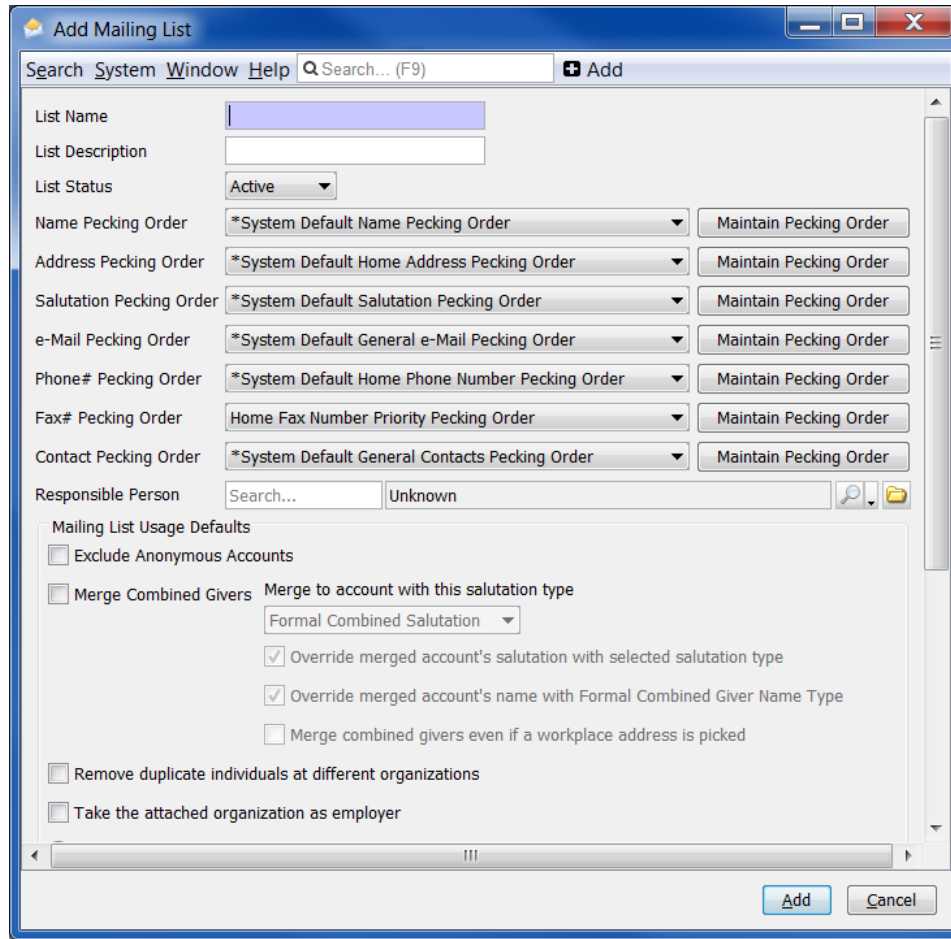 Add Mailing List
Search System Window Help Search... (F9) Add
List Name
List Description
List Status Active
Name Pecking Order *System Default Name Pecking Order Maintain Pecking Order
Address Pecking Order *System Default Home Address Pecking Order Maintain Pecking Order
Salutation Pecking Order *System Default Salutation Pecking Order Maintain Pecking Order
e-Mail Pecking Order *System Default General e-Mail Pecking Order Maintain Pecking Order
Phone# Pecking Order *System Default Home Phone Number Pecking Order Maintain Pecking Order
Fax# Pecking Order Home Fax Number Priority Pecking Order Maintain Pecking Order
Contact Pecking Order *System Default General Contacts Pecking Order Maintain Pecking Order
Responsible Person Search... Unknown
Mailing List Usage Defaults
Exclude Anonymous Accounts
Merge Combined Givers Merge to account with this salutation type
Formal Combined Salutation
Override merged account's salutation with selected salutation type
Override merged account's name with Formal Combined Giver Name Type
Merge combined givers even if a workplace address is picked
Remove duplicate individuals at different organizations
Take the attached organization as employer
Add Cancel